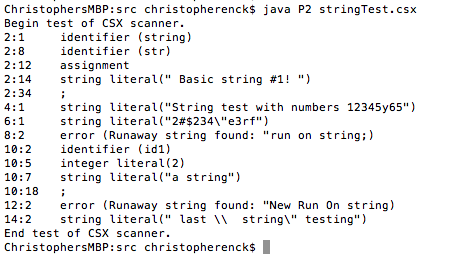 ChristophersMBP:src christopherenck$ java P2 stringTest.csx
Begin test of CSX scanner.
2:1 identifier (string)
2:8 identifier (str)
2:12 assignment
2:14 string literal(" Basic string #1! ")
2:34 ;
4:1 string literal("String test with numbers 12345y65")
6:1 string literal("2#$234\"e3rf")
8:2 error (Runaway string found: "run on string;)
10:2 identifier (id1)
10:5 integer literal(2)
10:7 string literal("a string")
10:18 ;
12:2 error (Runaway string found: "New Run On string)
14:2 string literal(" last \\ string\" testing")
End test of CSX scanner.
ChristophersMBP:src christopherenck$